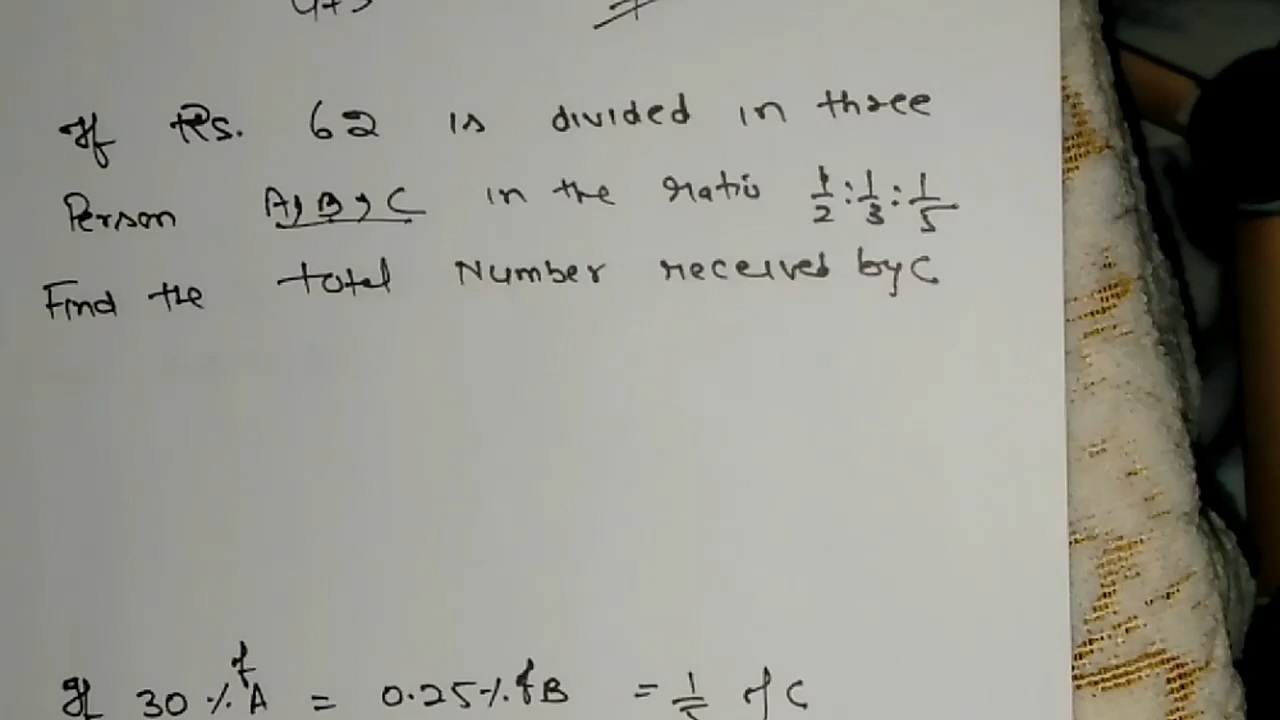 If Rs. 62 is divided in three
Person A, B, C in the ratio 1/2 : 1/3 : 1/5
Find the total Number received by C
If 30 % of A = 0.25 % of B = 1/5 of C